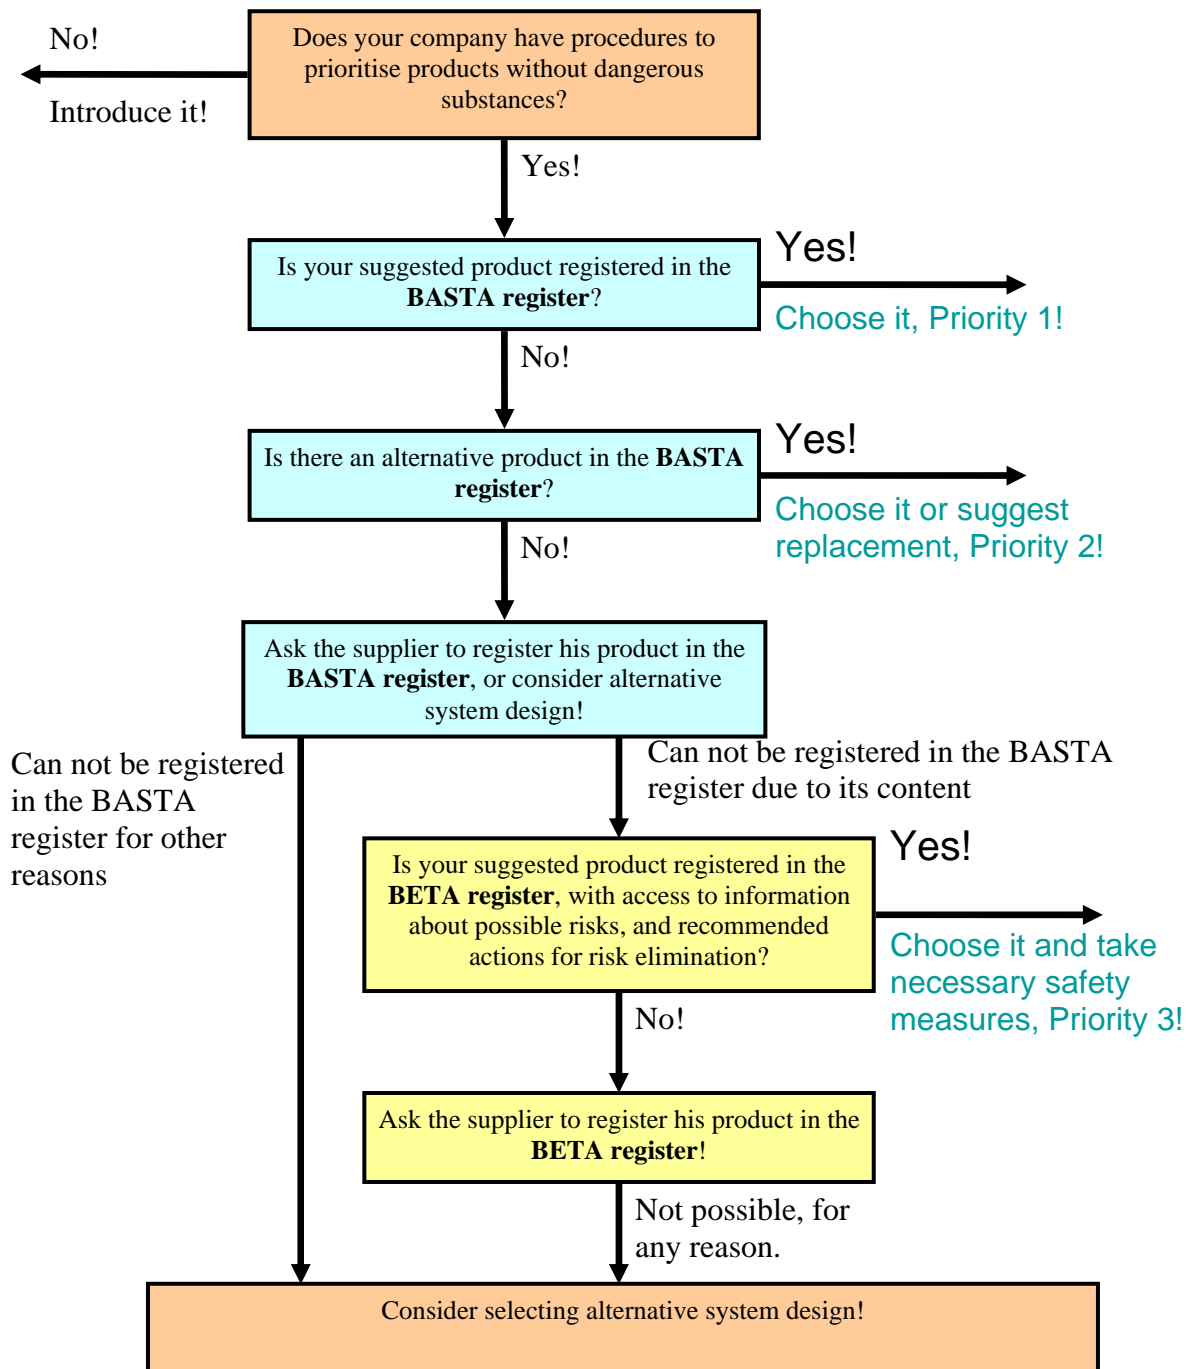 No!
Introduce it!
Does your company have procedures to
prioritise products without dangerous
substances?
Yes!
Is your suggested product registered in the
BASTA register?
Yes!
Choose it, Priority 1!
No!
Is there an alternative product in the BASTA
register?
Yes!
Choose it or suggest
replacement, Priority 2!
No!
Ask the supplier to register his product in the
BASTA register, or consider alternative
system design!
Can not be registered
in the BASTA
register for other
reasons
Can not be registered in the BASTA
register due to its content
Is your suggested product registered in the
BETA register, with access to information
about possible risks, and recommended
actions for risk elimination?
Yes!
Choose it and take
necessary safety
measures, Priority 3!
No!
Ask the supplier to register his product in the
BETA register!
Not possible, for
any reason.
Consider selecting alternative system design!